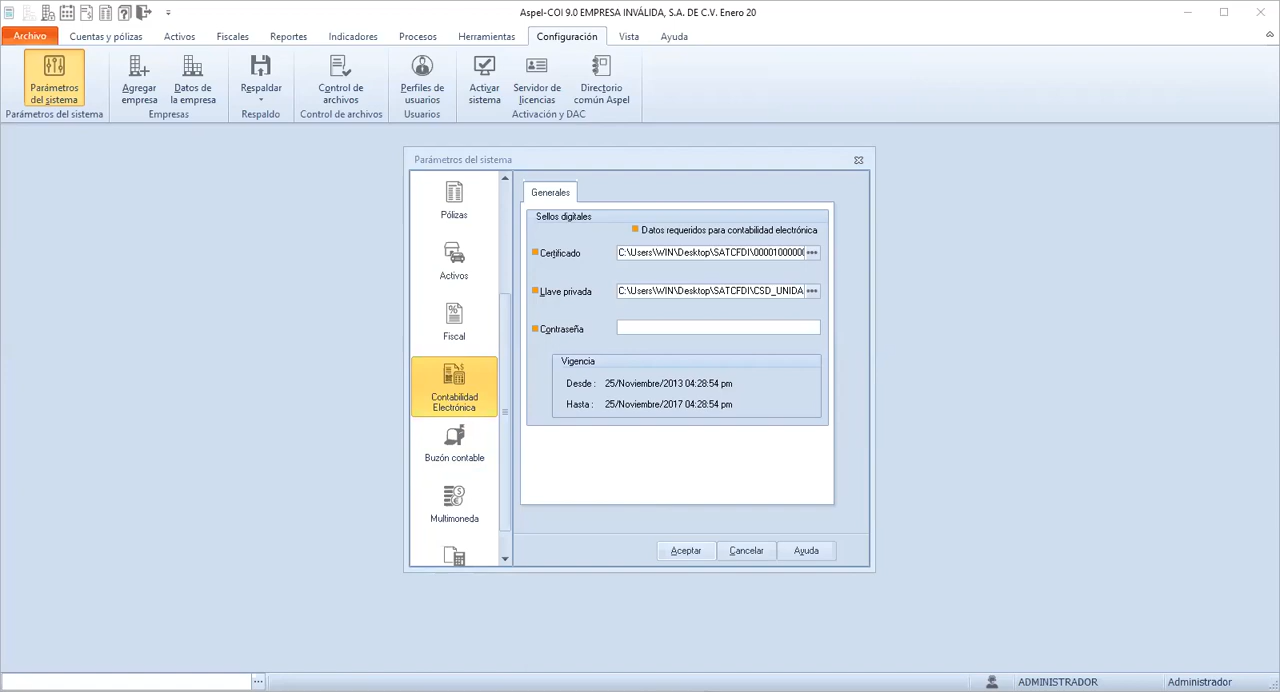 Aspel-COI 9.0 EMPRESA INVÁLIDA, S.A. DE C.V. Enero 20
Archivo Cuentas y pólizas Activos Fiscales Reportes Indicadores Procesos Herramientas Configuración Vista Ayuda
Parámetros del sistema
Agregar empresa
Datos de la empresa
Respaldar
Control de archivos
Perfiles de usuarios
Activar sistema
Servidor de licencias
Directorio común Aspel
Parámetros del sistema Empresas Respaldo Control de archivos Usuarios Activación y DAC
Parámetros del sistema
Pólizas
Activos
Fiscal
Contabilidad
Electrónica
Buzón contable
Multimoneda
Generales
Sellos digitales
Datos requeridos para contabilidad electrónica
Certificado C:\Users\WIN\Desktop\SATCFDI\00001000000
Llave privada C:\Users\WIN\Desktop\SATCFDI\CSD_UNIDA
Contraseña
Vigencia
Desde : 25/Noviembre/2013 04:28:54 pm
Hasta : 25/Noviembre/2017 04:28:54 pm
Aceptar Cancelar Ayuda
ADMINISTRADOR Administrador